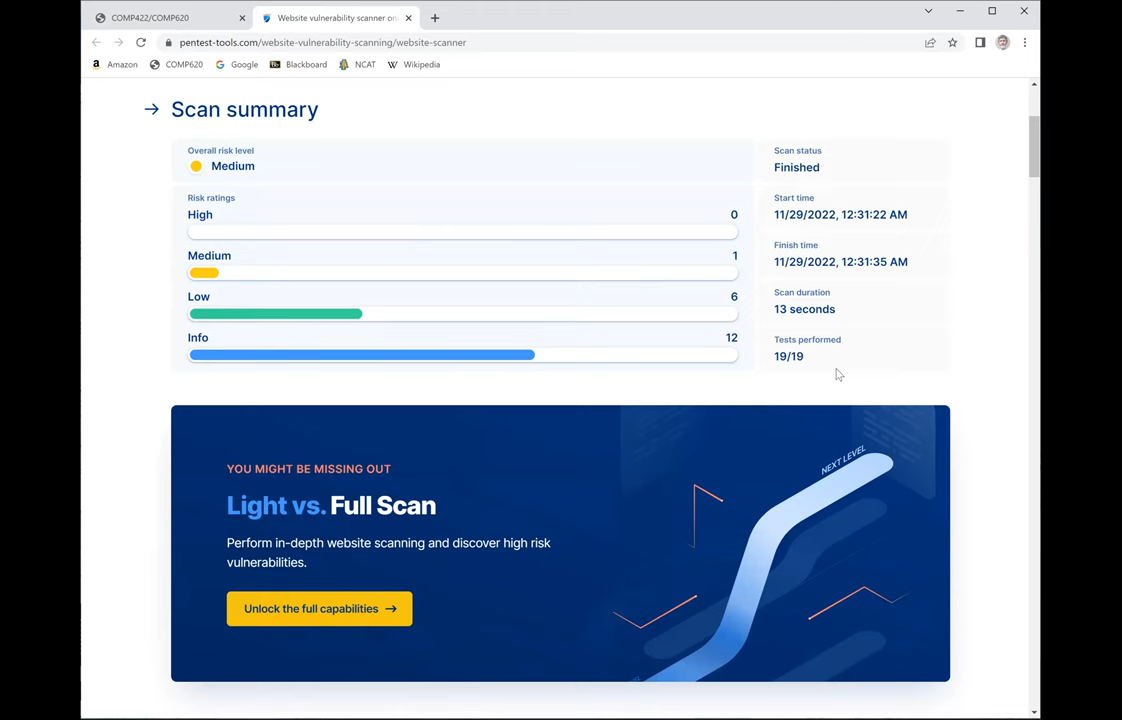 COMP422/COMP620
Website vulnerability scanner on
pentest-tools.com/website-vulnerability-scanning/website-scanner
Amazon
COMP620
Google
Blackboard
NCAT
Wikipedia
Scan summary
Overall risk level
Medium
Risk ratings
High 0
Medium 1
Low 6
Info 12
Scan status
Finished
Start time
11/29/2022, 12:31:22 AM
Finish time
11/29/2022, 12:31:35 AM
Scan duration
13 seconds
Tests performed
19/19
YOU MIGHT BE MISSING OUT
Light vs. Full Scan
Perform in-depth website scanning and discover high risk
vulnerabilities.
Unlock the full capabilities
NEXT LEVEL